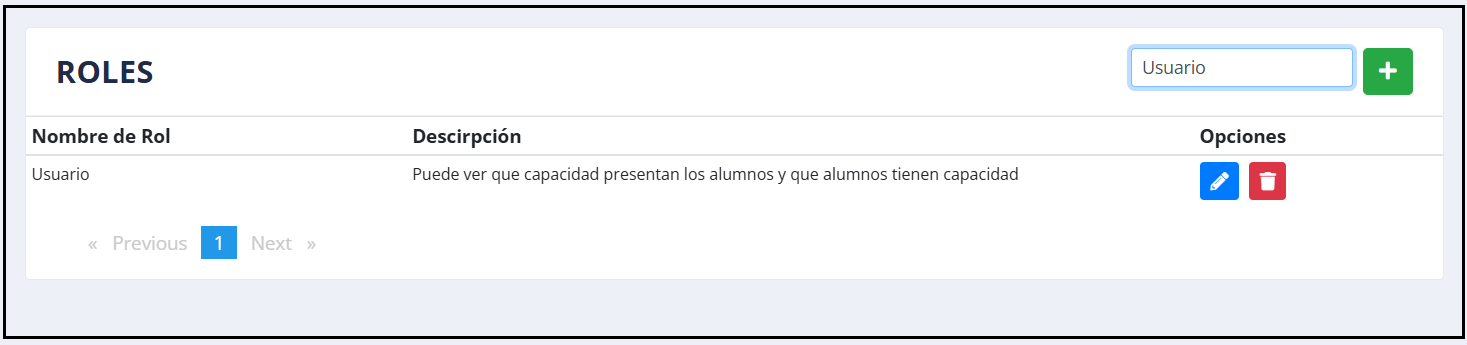 ROLES
Usuario
Nombre de Rol Descirpción Opciones
Usuario Puede ver que capacidad presentan los alumnos y que alumnos tienen capacidad
« Previous 1 Next »